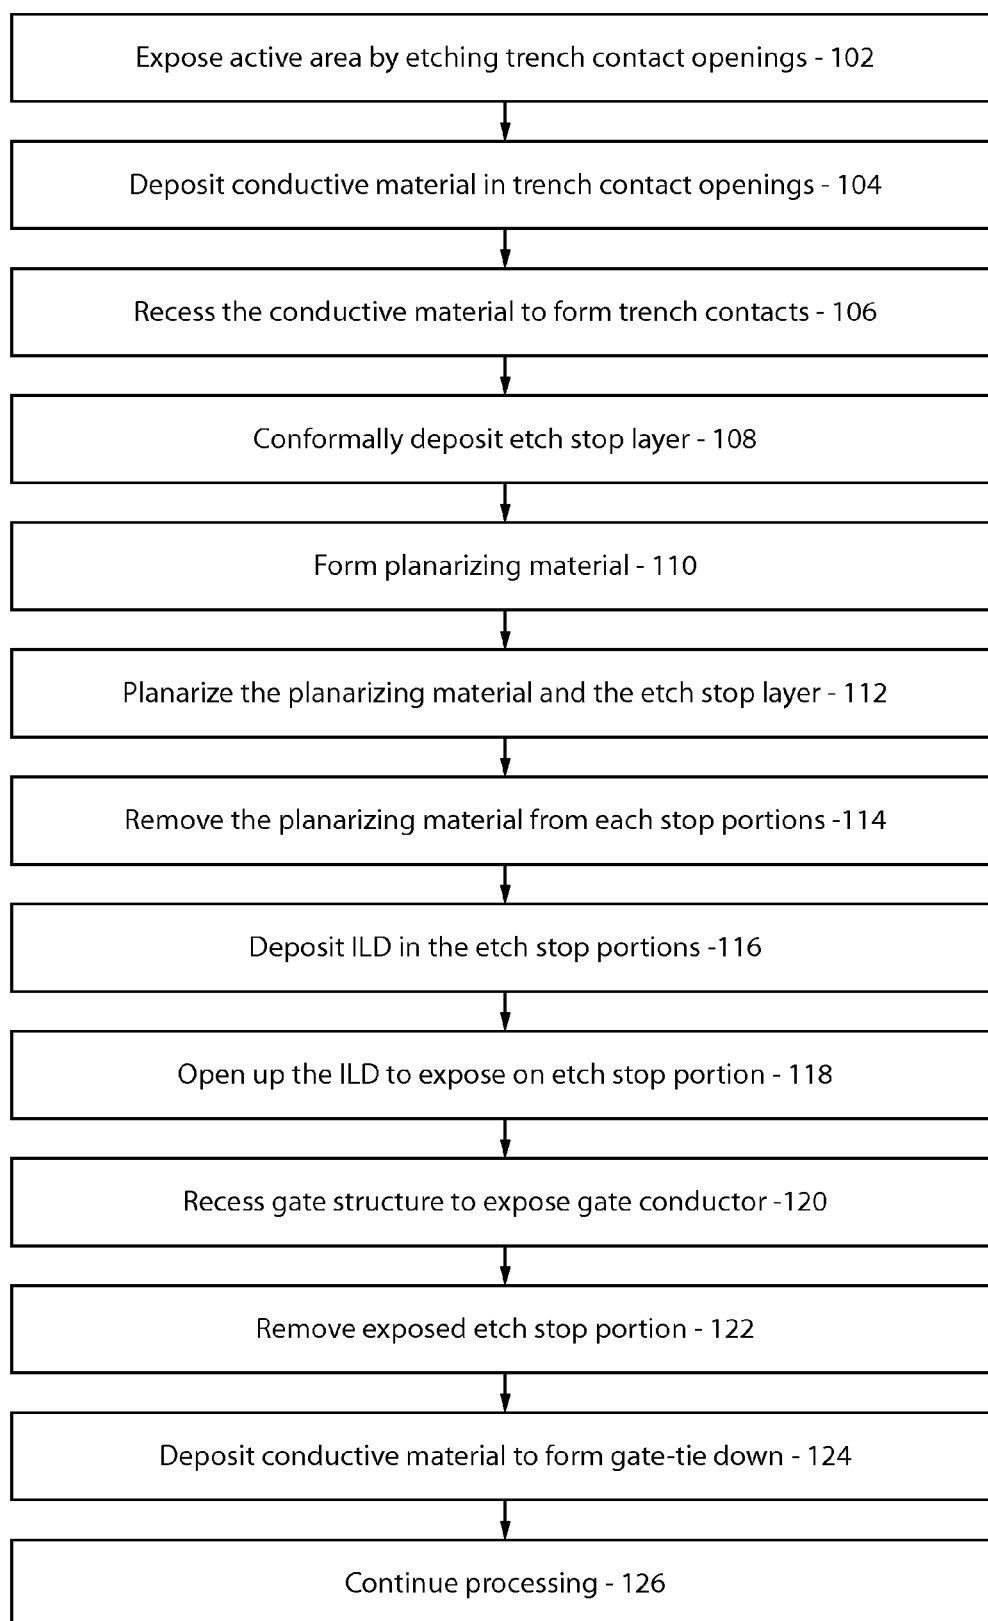 Expose active area by etching trench contact openings - 102
Deposit conductive material in trench contact openings - 104
Recess the conductive material to form trench contacts - 106
Conformally deposit etch stop layer - 108
Form planarizing material - 110
Planarize the planarizing material and the etch stop layer - 112
Remove the planarizing material from each stop portions -114
Deposit ILD in the etch stop portions -116
Open up the ILD to expose on etch stop portion - 118
Recess gate structure to expose gate conductor -120
Remove exposed etch stop portion - 122
Deposit conductive material to form gate-tie down - 124
Continue processing - 126